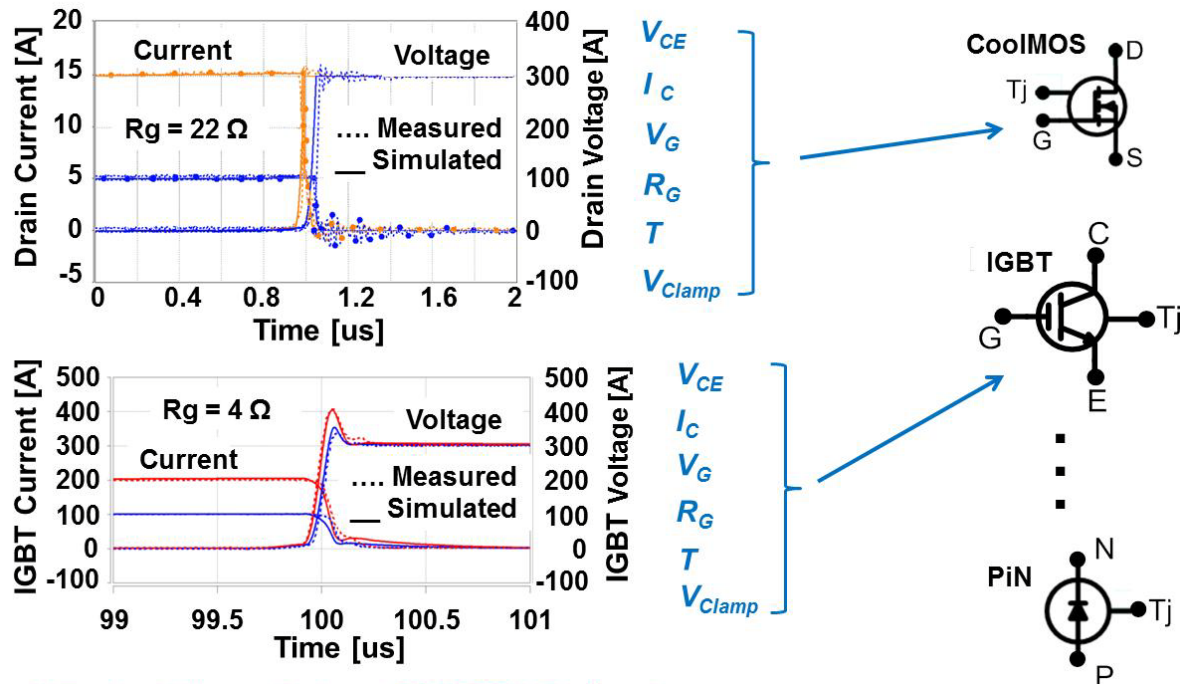 20
15
10
5
0
-5
Drain Currrent [A]
Current
Voltage
Rg = 22 Ω
.... Measured
__ Simulated
400
300
200
100
0
-100
Drain Voltage [A]
0
0.4
0.8
1.2
1.6
2
Time [us]
V_CE
I_C
V_G
R_G
T
V_Clamp
CoolMOS
D
Tj
G
S
IGBT
C
G
Tj
E
500
400
300
200
100
0
-100
IGBT Current [A]
Rg = 4 Ω
Voltage
Current
.... Measured
__ Simulated
500
400
300
200
100
0
-100
IGBT Voltage [A]
99
99.5
100
100.5
101
Time [us]
V_CE
I_C
V_G
R_G
T
V_Clamp
PiN
N
Tj
P